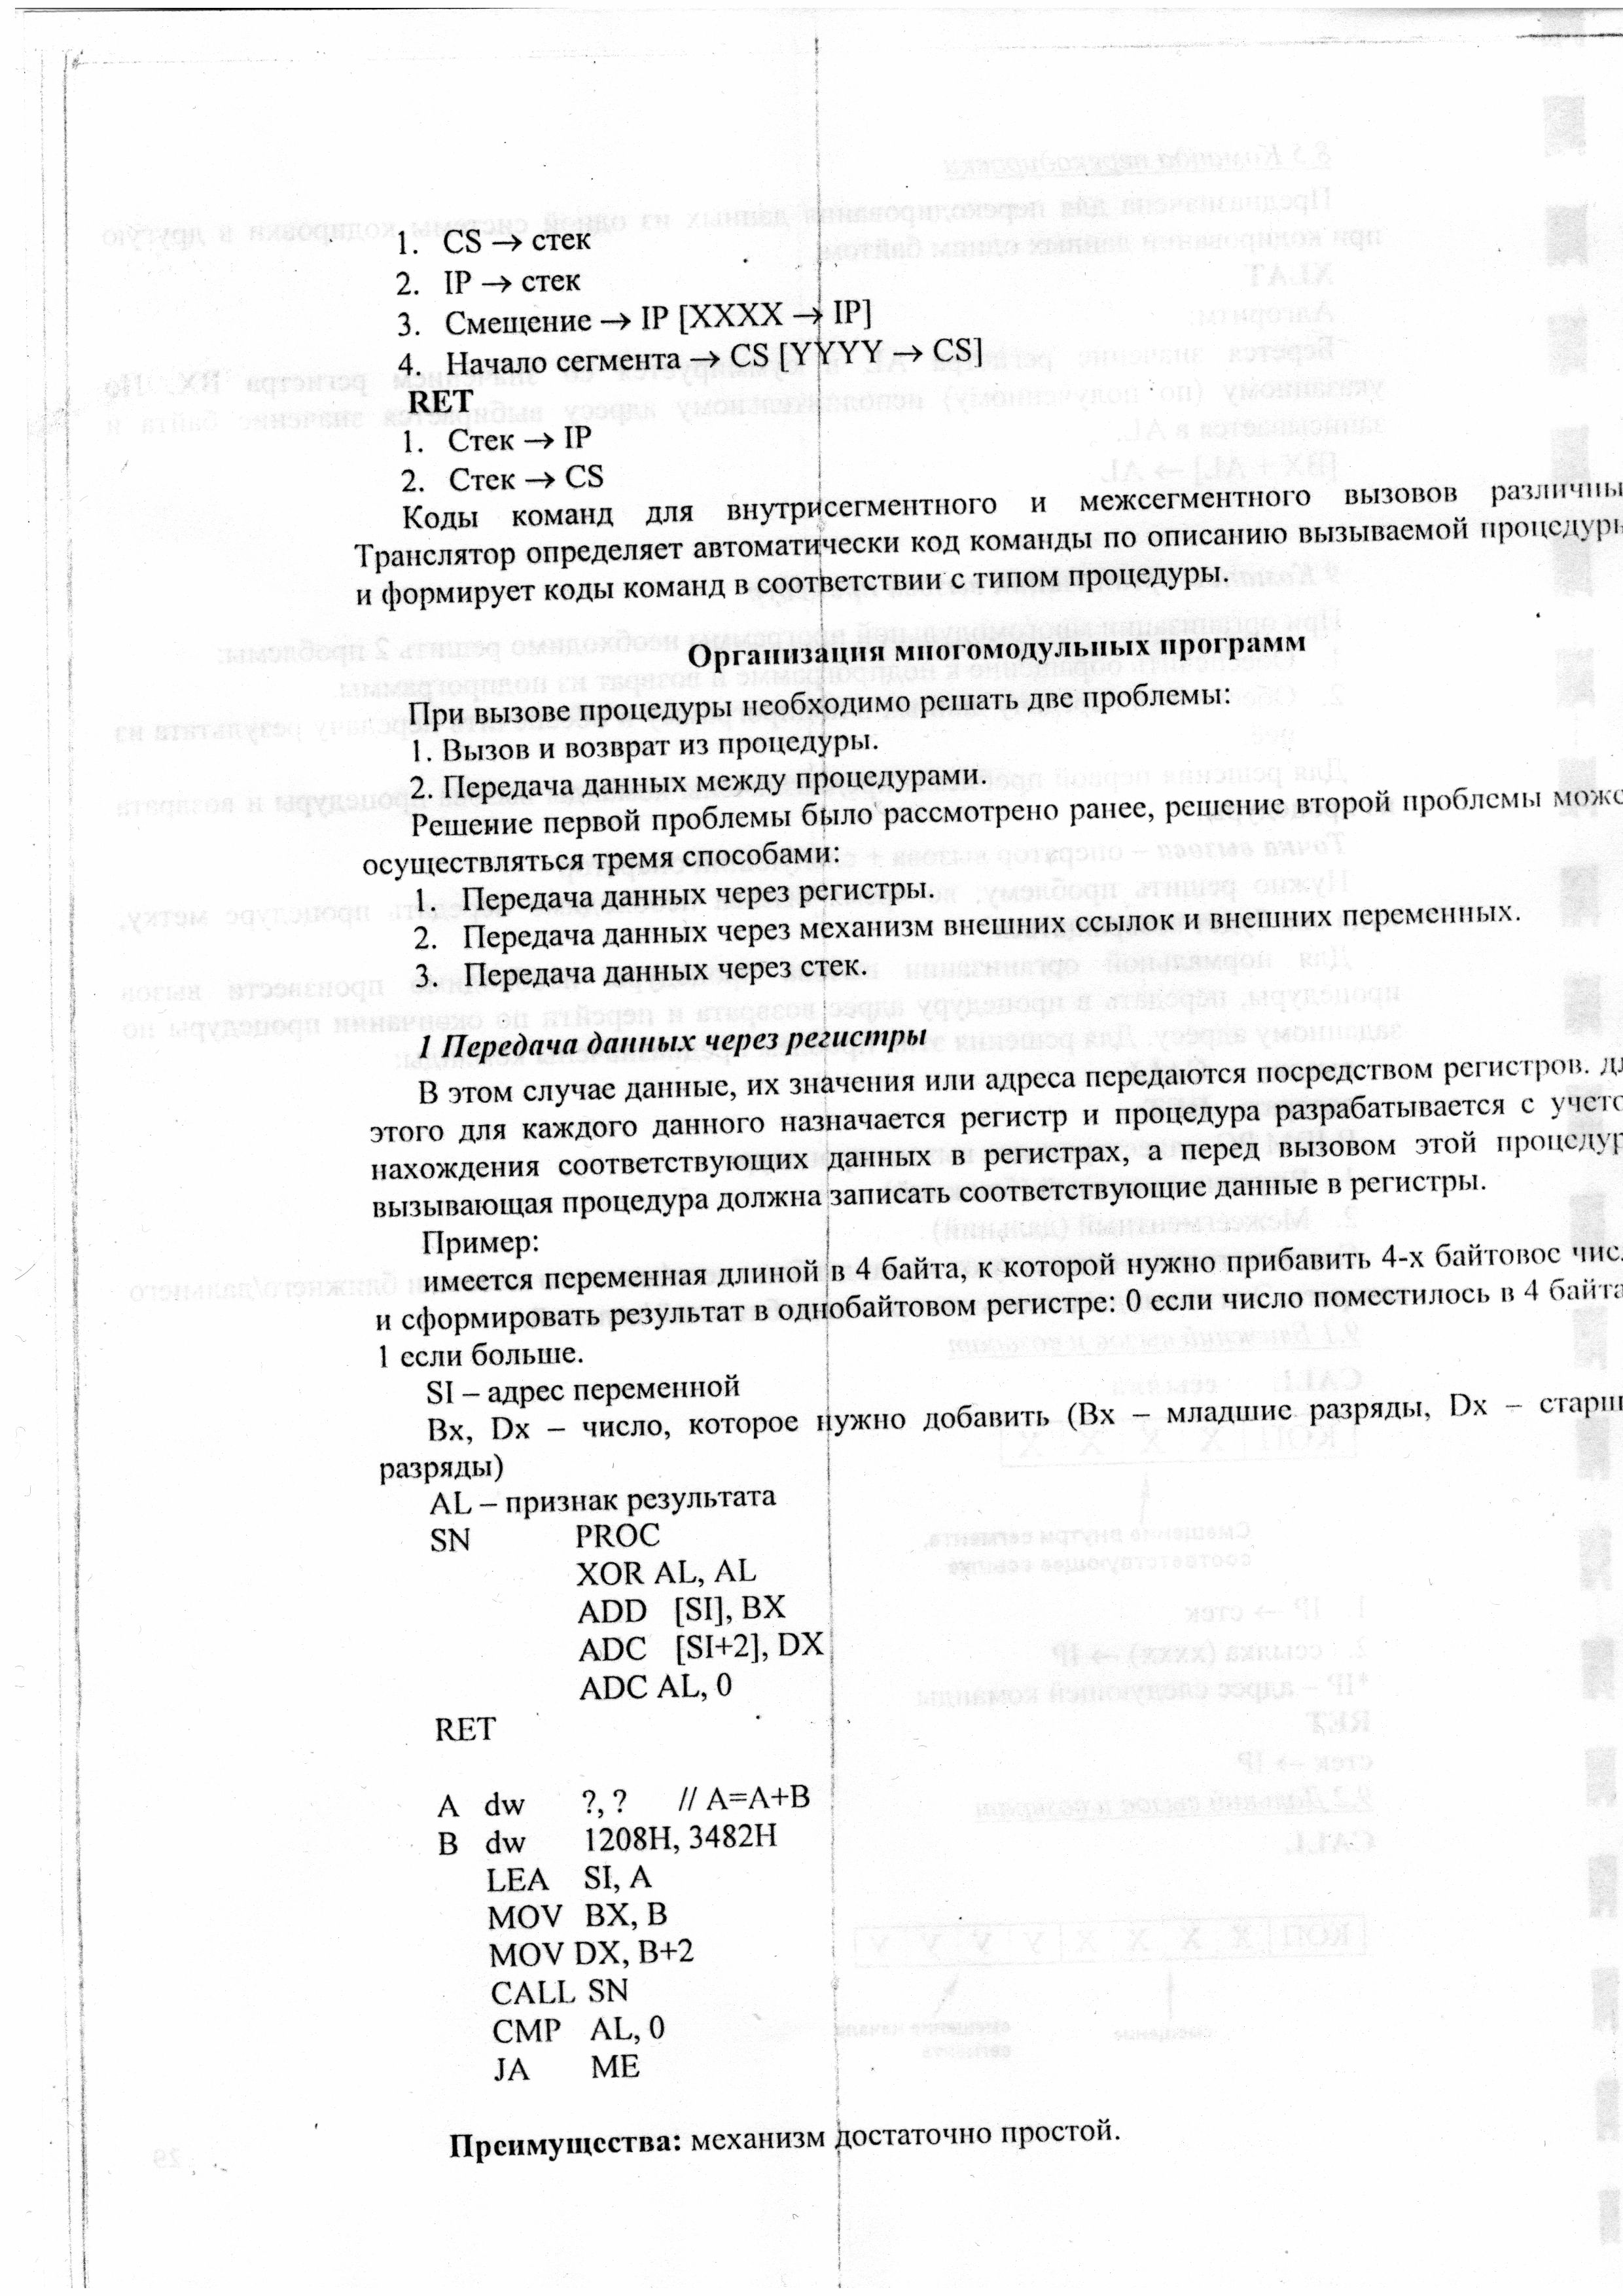 1. CS → стек
2. IP → стек
3. Смещение → IP [XXXX → IP]
4. Начало сегмента → CS [YYYY → CS]
RET
1. Стек → IP
2. Стек → CS
Коды команд для внутрисегментного и межсегментного вызовов различны
Транслятор определяет автоматически код команды по описанию вызываемой процедуры
и формирует коды команд в соответствии с типом процедуры.
Организация многомодульных программ
При вызове процедуры необходимо решать две проблемы:
1. Вызов и возврат из процедуры.
2. Передача данных между процедурами.
Решение первой проблемы было рассмотрено ранее, решение второй проблемы може
осуществляться тремя способами:
1. Передача данных через регистры.
2. Передача данных через механизм внешних ссылок и внешних переменных.
3. Передача данных через стек.
1 Передача данных через регистры
В этом случае данные, их значения или адреса передаются посредством регистров. дл
этого для каждого данного назначается регистр и процедура разрабатывается с учето
нахождения соответствующих данных в регистрах, а перед вызовом этой процедур
вызывающая процедура должна записать соответствующие данные в регистры.
Пример:
имеется переменная длиной в 4 байта, к которой нужно прибавить 4-х байтовое чис
и сформировать результат в однобайтовом регистре: 0 если число поместилось в 4 байта
1 если больше.
SI – адрес переменной
Bx, Dx – число, которое нужно добавить (Bx – младшие разряды, Dx – старши
разряды)
AL – признак результата
SN PROC
XOR AL, AL
ADD [SI], BX
ADC [SI+2], DX
ADC AL, 0
RET
A dw ?, ? // A=A+B
B dw 1208H, 3482H
LEA SI, A
MOV BX, B
MOV DX, B+2
CALL SN
CMP AL, 0
JA ME
Преимущества: механизм достаточно простой.